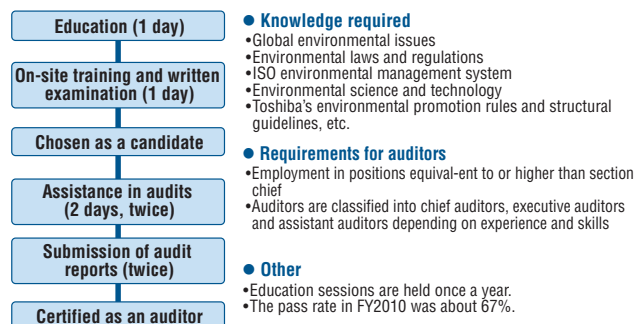 Education (1 day)
On-site training and written
examination (1 day)
Chosen as a candidate
Assistance in audits
(2 days, twice)
Submission of audit
reports (twice)
Certified as an auditor
● Knowledge required
•Global environmental issues
•Environmental laws and regulations
•ISO environmental management system
•Environmental science and technology
•Toshiba's environmental promotion rules and structural
guidelines, etc.
● Requirements for auditors
•Employment in positions equival-ent to or higher than section
chief
•Auditors are classified into chief auditors, executive auditors
and assistant auditors depending on experience and skills
● Other
•Education sessions are held once a year.
•The pass rate in FY2010 was about 67%.